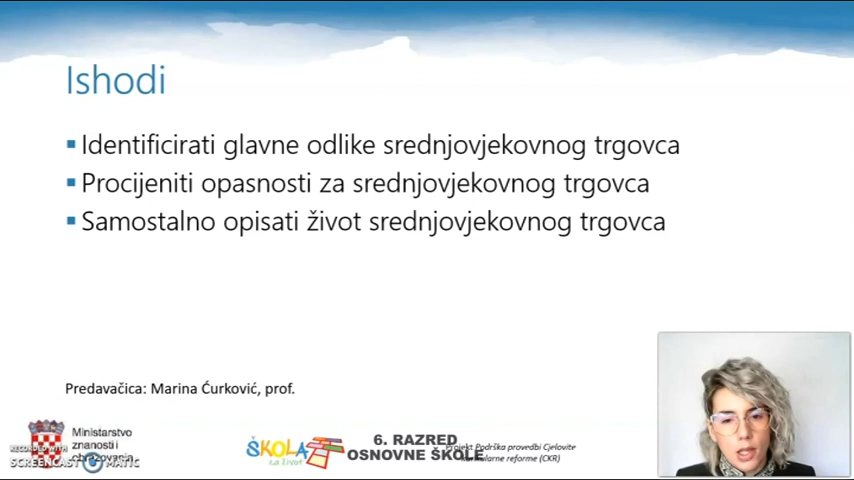 Ishodi
Identificirati glavne odlike srednjovjekovnog trgovca
Procijeniti opasnosti za srednjovjekovnog trgovca
Samostalno opisati život srednjovjekovnog trgovca
Predavačica: Marina Ćurković, prof.
Ministarstvo
znanosti i
obrazovanja
RECORDED WITH
SCREENCAST MATIC
ŠKOLA
za život
6. RAZRED
OSNOVNE ŠKOLE
Projekt Podrška provedbi Cjelovite
kurikularne reforme (CKR)